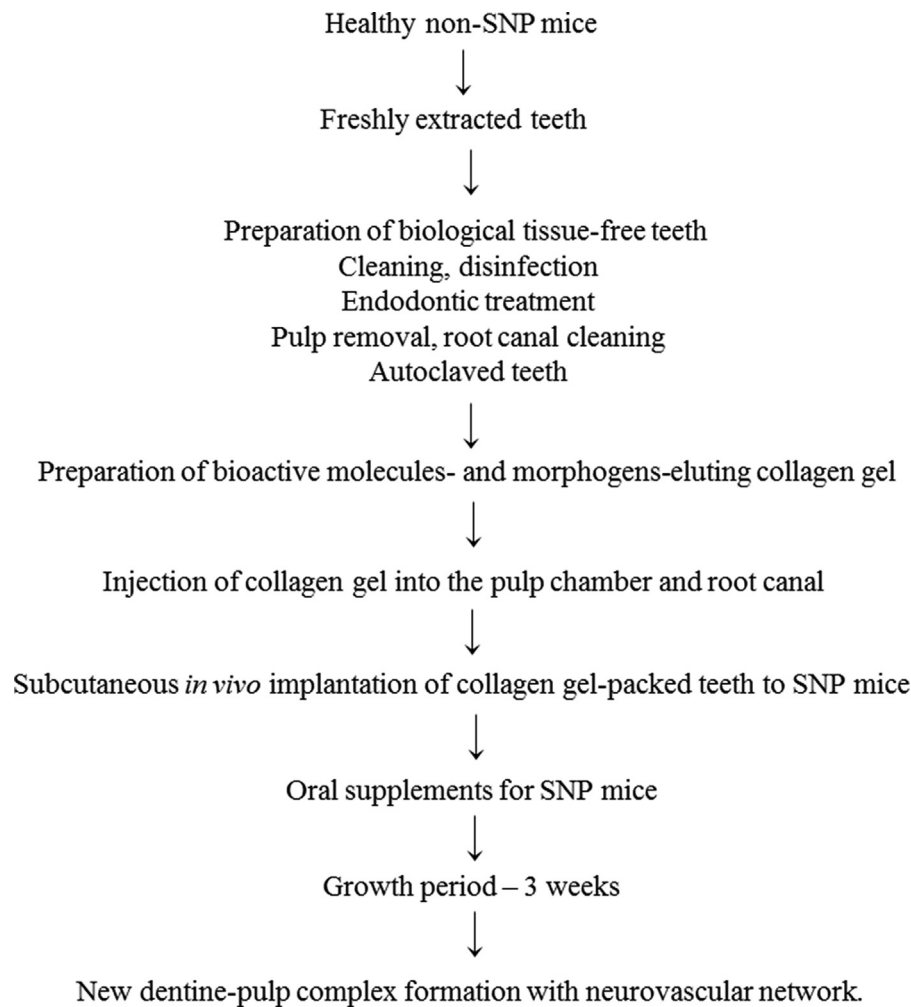 Healthy non-SNP mice
Freshly extracted teeth
Preparation of biological tissue-free teeth
Cleaning, disinfection
Endodontic treatment
Pulp removal, root canal cleaning
Autoclaved teeth
Preparation of bioactive molecules- and morphogens-eluting collagen gel
Injection of collagen gel into the pulp chamber and root canal
Subcutaneous in vivo implantation of collagen gel-packed teeth to SNP mice
Oral supplements for SNP mice
Growth period – 3 weeks
New dentine-pulp complex formation with neurovascular network.